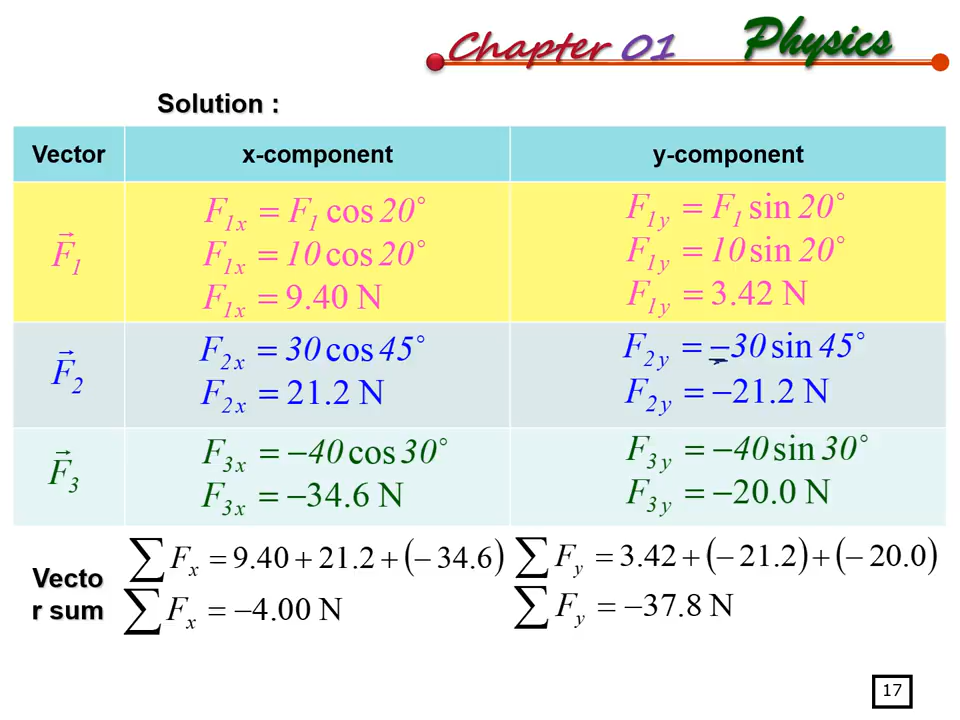 Chapter 01 Physics
Solution :
Vector x-component y-component
F⃗₁
F₁ₓ = F₁ cos 20°
F₁ₓ = 10 cos 20°
F₁ₓ = 9.40 N
F₁y = F₁ sin 20°
F₁y = 10 sin 20°
F₁y = 3.42 N
F⃗₂
F₂ₓ = 30 cos 45°
F₂ₓ = 21.2 N
F₂y = −30 sin 45°
F₂y = −21.2 N
F⃗₃
F₃ₓ = −40 cos 30°
F₃ₓ = −34.6 N
F₃y = −40 sin 30°
F₃y = −20.0 N
Vecto
r sum
∑ Fₓ = 9.40 + 21.2 + (− 34.6)
∑ Fₓ = −4.00 N
∑ Fy = 3.42 + (− 21.2) + (− 20.0)
∑ Fy = −37.8 N
17